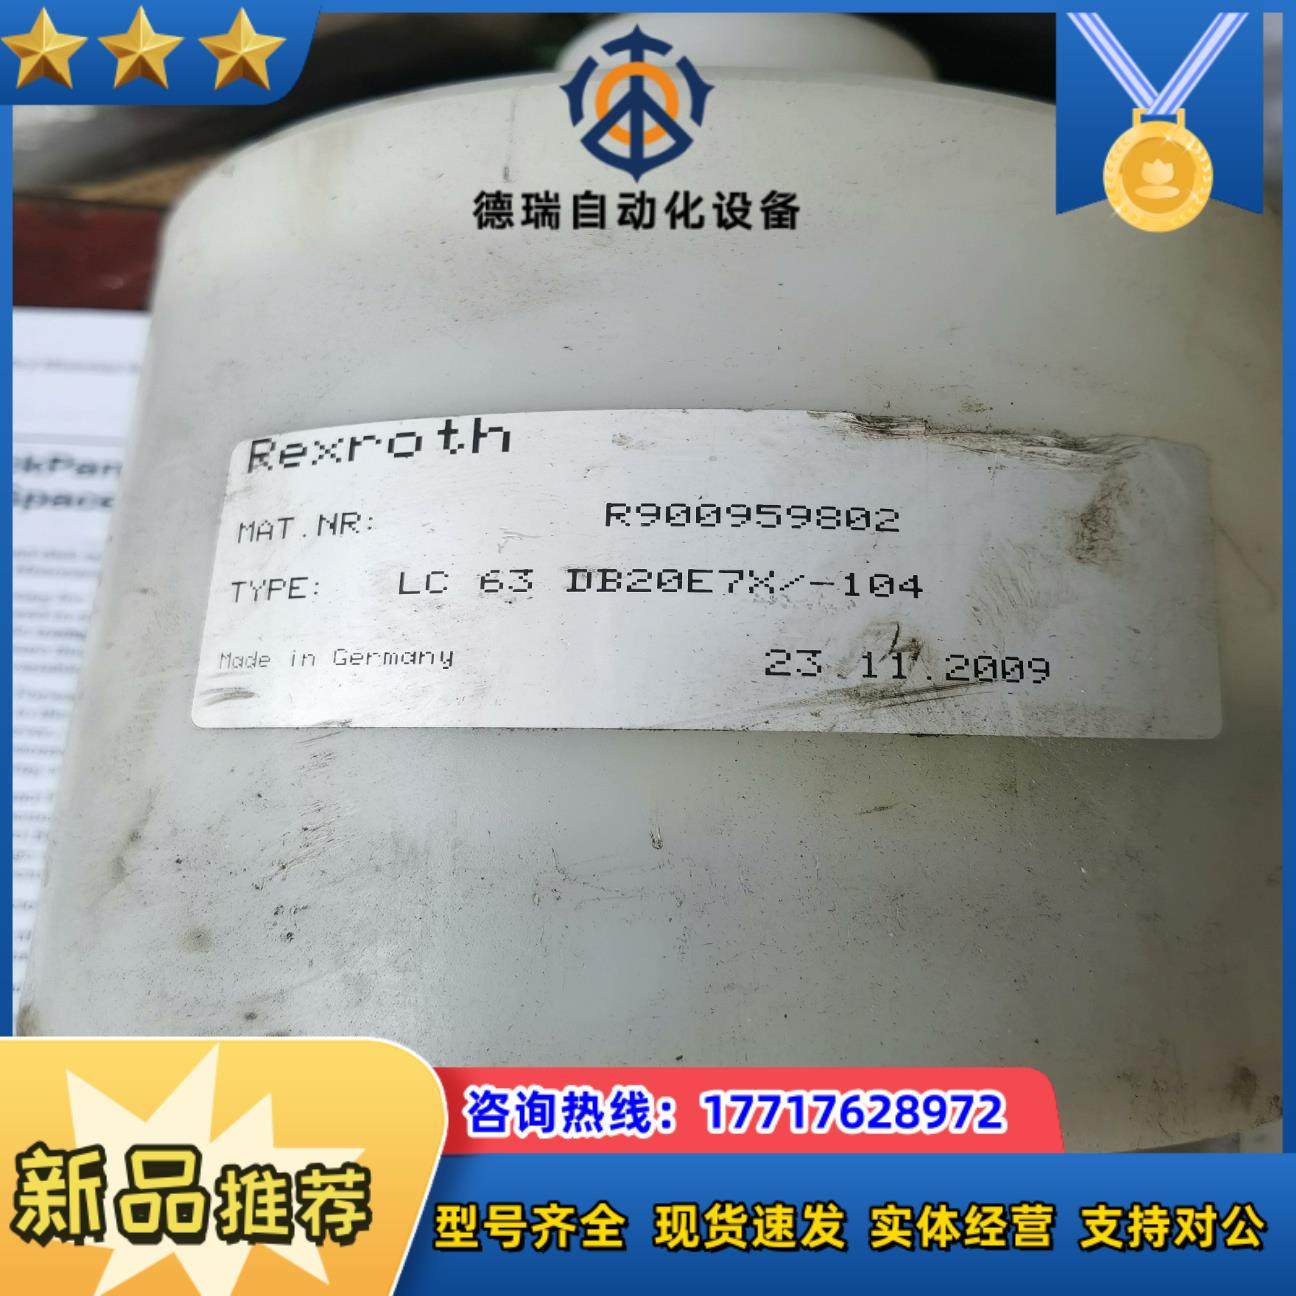 德瑞自动化设备
Rexroth
MAT.NR: R900959802
TYPE: LC 63 DB20E7X/-104
Made in Germany 23.11.2009
咨询热线：17717628972
新品推荐
型号齐全 现货速发 实体经营 支持对公